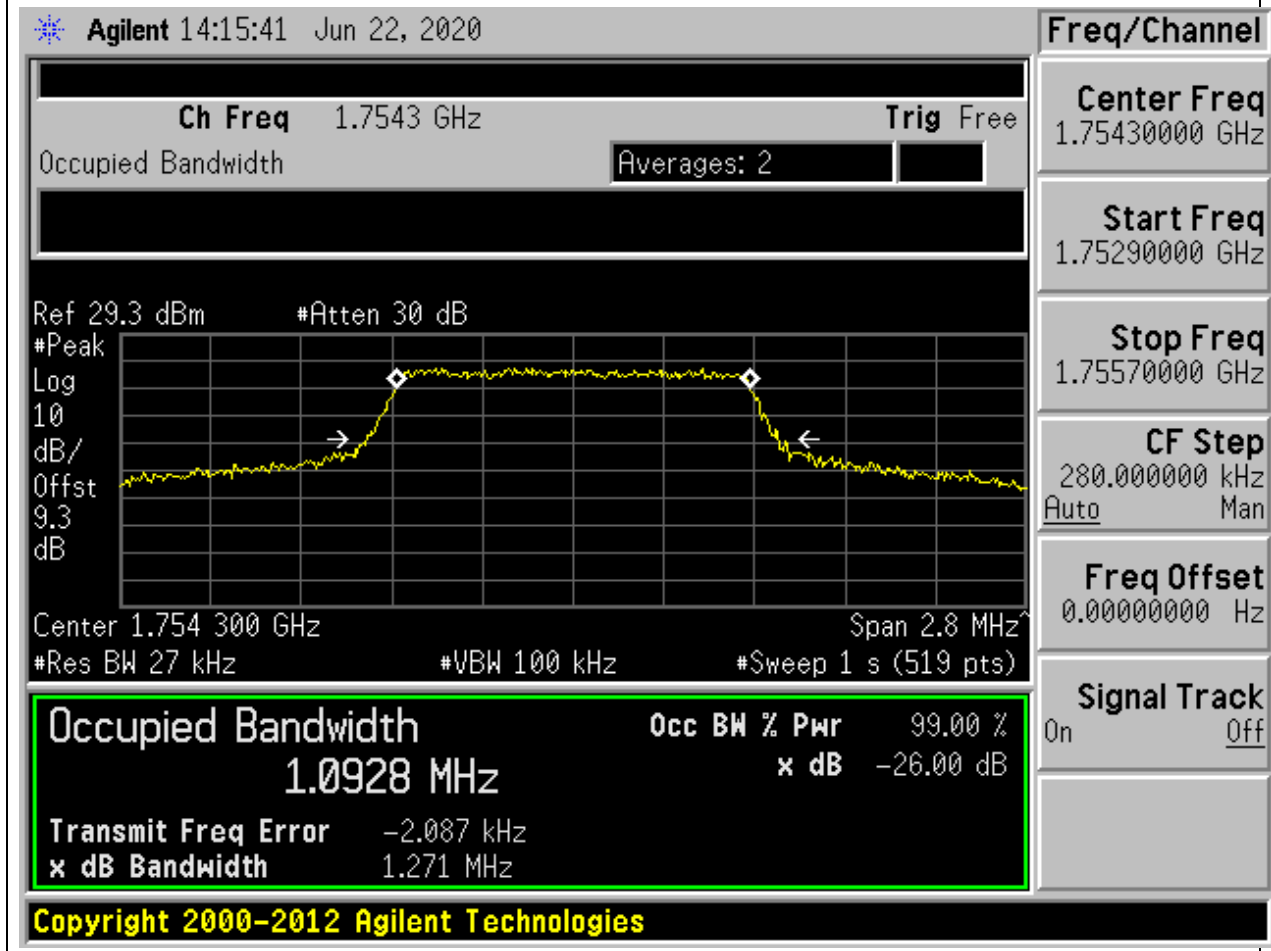 Agilent 14:15:41 Jun 22, 2020
Freq/Channel
Ch Freq 1.7543 GHz Trig Free
Occupied Bandwidth Averages: 2
Center Freq
1.75430000 GHz
Start Freq
1.75290000 GHz
Stop Freq
1.75570000 GHz
CF Step
280.000000 kHz
Auto Man
Freq Offset
0.00000000 Hz
Signal Track
On Off
Ref 29.3 dBm #Atten 30 dB
#Peak
Log
10
dB/
Offst
9.3
dB
Center 1.754 300 GHz Span 2.8 MHz^
#Res BW 27 kHz #VBW 100 kHz #Sweep 1 s (519 pts)
Occupied Bandwidth Occ BW % Pwr 99.00 %
1.0928 MHz x dB -26.00 dB
Transmit Freq Error -2.087 kHz
x dB Bandwidth 1.271 MHz
Copyright 2000-2012 Agilent Technologies